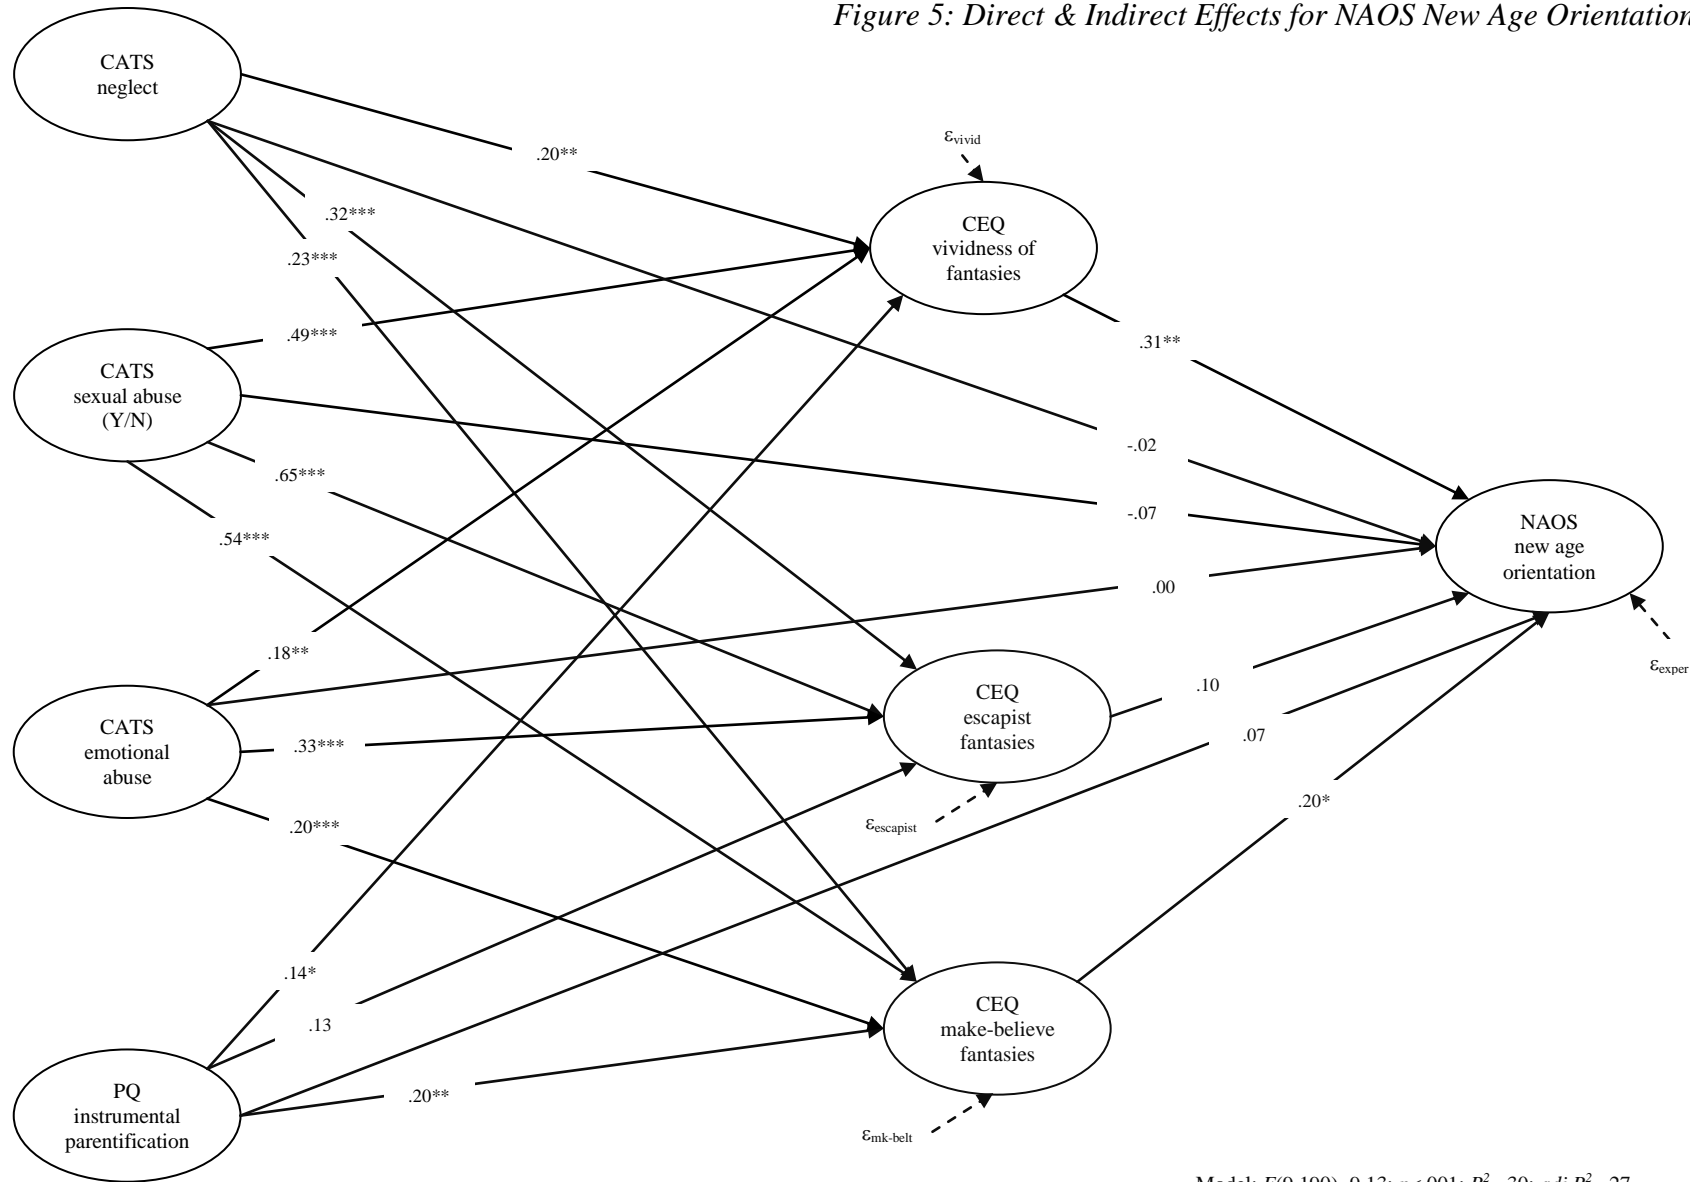 Figure 5: Direct & Indirect Effects for NAOS New Age Orientation
CATS
neglect
.20**
εvivid
CEQ
vividness of
fantasies
.32***
.23***
.49***
.31**
CATS
sexual abuse
(Y/N)
-.02
.65***
-.07
.54***
NAOS
new age
orientation
.00
.18**
εexper
CATS
emotional
abuse
.33***
CEQ
escapist
fantasies
.10
.07
.20*
.20***
εescapist
.14*
.13
CEQ
make-believe
fantasies
PQ
instrumental
parentification
.20**
εmk-belt